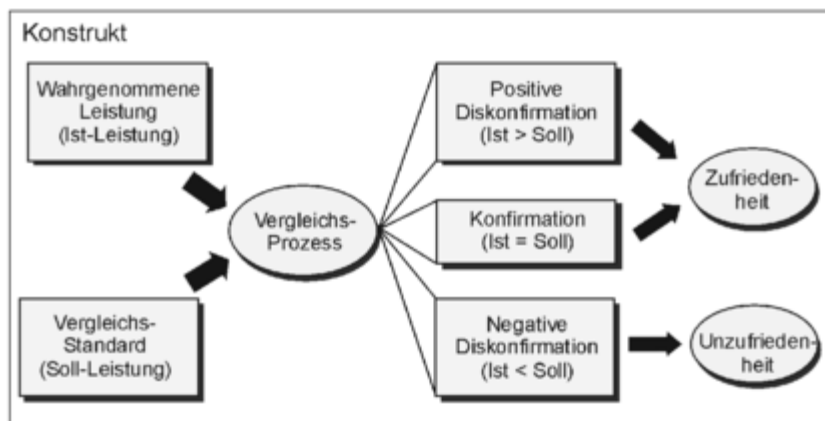 Konstrukt
Wahrgenommene
Leistung
(Ist-Leistung)
Vergleichs-
Standard
(Soll-Leistung)
Vergleichs-
Prozess
Positive
Diskonfirmation
(Ist > Soll)
Konfirmation
(Ist = Soll)
Negative
Diskonfirmation
(Ist < Soll)
Zufrieden-
heit
Unzufrieden-
heit